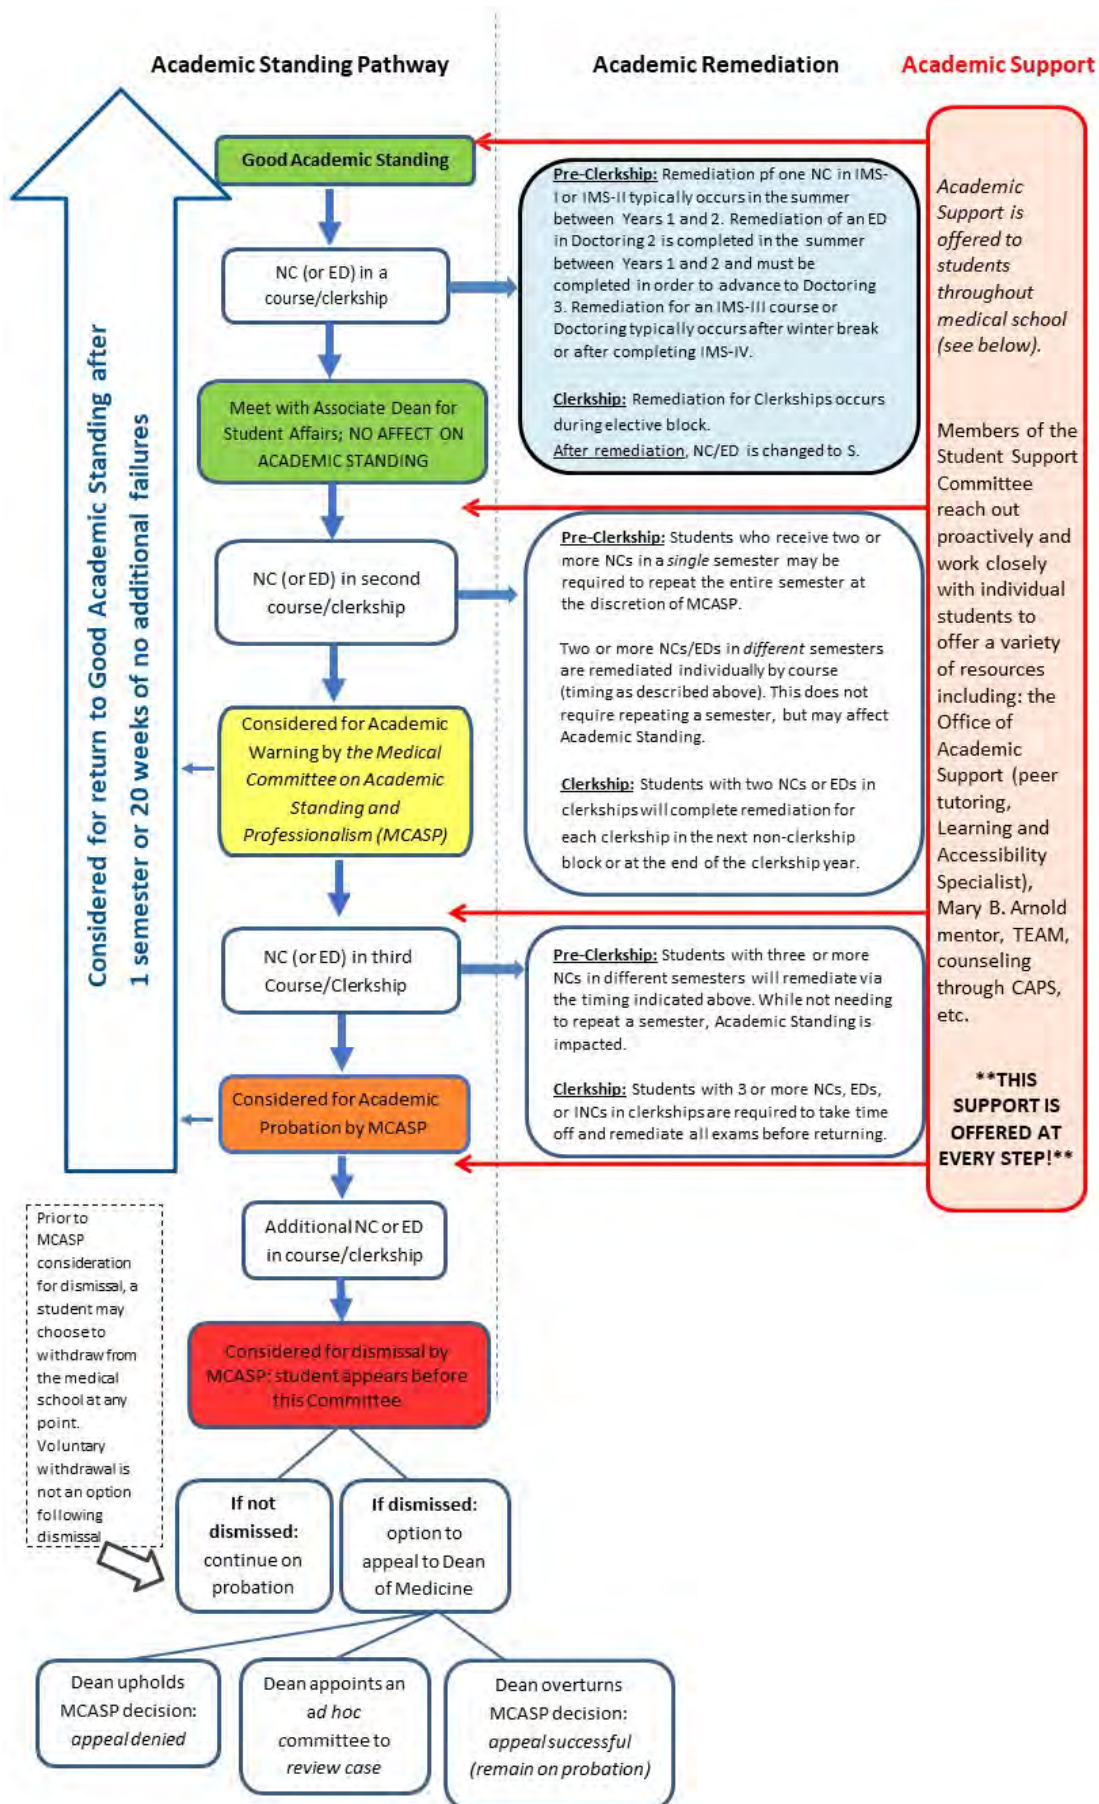 Academic Standing Pathway
Academic Remediation
Academic Support
Considered for return to Good Academic Standing after
1 semester or 20 weeks of no additional failures
Good Academic Standing
NC (or ED) in a
course/clerkship
Meet with Associate Dean for
Student Affairs; NO AFFECT ON
ACADEMIC STANDING
NC (or ED) in second
course/clerkship
Considered for Academic
Warning by the Medical
Committee on Academic
Standing and
Professionalism (MCASP)
NC (or ED) in third
Course/Clerkship
Considered for Academic
Probation by MCASP
Additional NC or ED
in course/clerkship
Considered for dismissal by
MCASP: student appears before
this Committee
If not
dismissed:
continue on
probation
If dismissed:
option to
appeal to Dean
of Medicine
Dean upholds
MCASP decision:
appeal denied
Dean appoints an
ad hoc
committee to
review case
Dean overturns
MCASP decision:
appeal successful
(remain on probation)
Prior to
MCASP
consideration
for dismissal, a
student may
choose to
withdraw from
the medical
school at any
point.
Voluntary
withdrawal is
not an option
following
dismissal
Pre-Clerkship: Remediation pf one NC in IMS-
I or IMS-II typically occurs in the summer
between Years 1 and 2. Remediation of an ED
in Doctoring 2 is completed in the summer
between Years 1 and 2 and must be
completed in order to advance to Doctoring
3. Remediation for an IMS-III course or
Doctoring typically occurs after winter break
or after completing IMS-IV.
Clerkship: Remediation for Clerkships occurs
during elective block.
After remediation, NC/ED is changed to S.
Pre-Clerkship: Students who receive two or
more NCs in a single semester may be
required to repeat the entire semester at
the discretion of MCASP.
Two or more NCs/EDs in different semesters
are remediated individually by course
(timing as described above). This does not
require repeating a semester, but may affect
Academic Standing.
Clerkship: Students with two NCs or EDs in
clerkships will complete remediation for
each clerkship in the next non-clerkship
block or at the end of the clerkship year.
Pre-Clerkship: Students with three or more
NCs in different semesters will remediate via
the timing indicated above. While not needing
to repeat a semester, Academic Standing is
impacted.
Clerkship: Students with 3 or more NCs, EDs,
or INCs in clerkships are required to take time
off and remediate all exams before returning.
Academic
Support is
offered to
students
throughout
medical school
(see below).
Members of the
Student Support
Committee
reach out
proactively and
work closely
with individual
students to
offer a variety
of resources
including: the
Office of
Academic
Support (peer
tutoring,
Learning and
Accessibility
Specialist),
Mary B. Arnold
mentor, TEAM,
counseling
through CAPS,
etc.
**THIS
SUPPORT IS
OFFERED AT
EVERY STEP!**